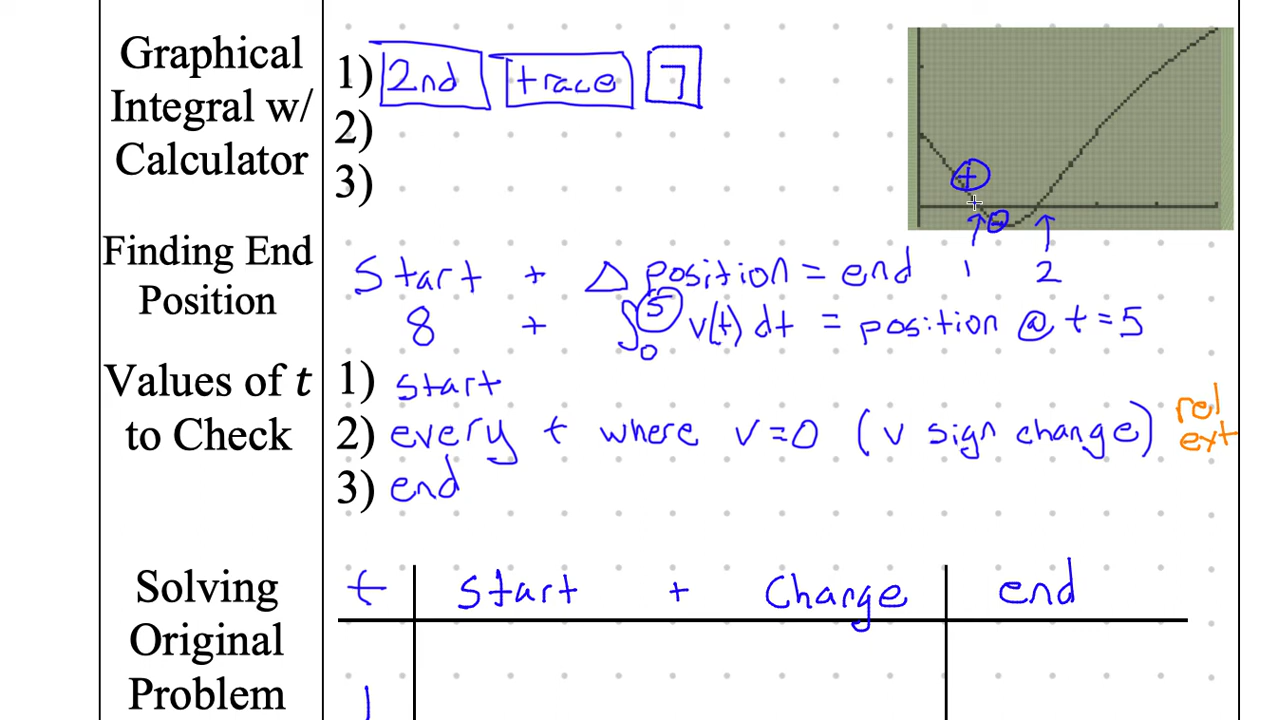 Graphical Integral w/ Calculator
1) 2nd trace 7
2)
3)
+
-
1 2
Finding End Position
Start + Δ position = end
8 + ∫₀⁵ v(t) dt = position @ t = 5
Values of t to Check
1) start
2) every t where v = 0 (v sign change) rel ext
3) end
Solving Original Problem
t Start + Change end